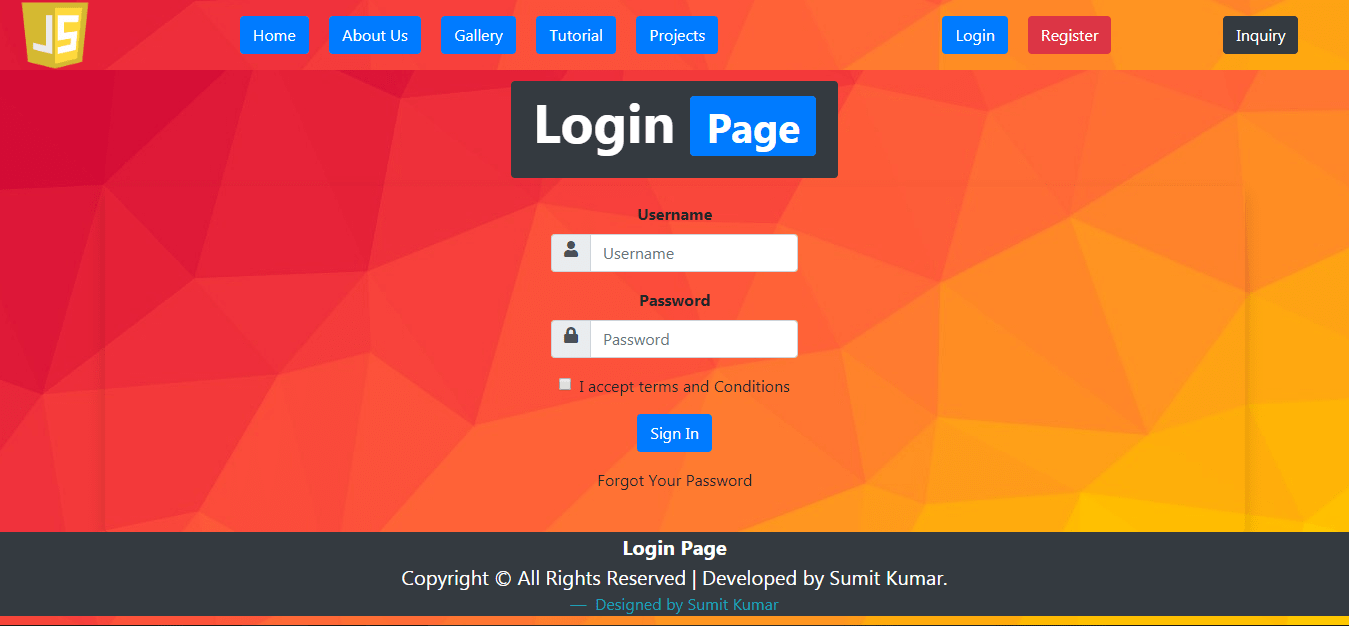 JS Home About Us Gallery Tutorial Projects Login Register Inquiry
Login Page
Username
Username
Password
Password
I accept terms and Conditions
Sign In
Forgot Your Password
Login Page
Copyright © All Rights Reserved | Developed by Sumit Kumar.
— Designed by Sumit Kumar